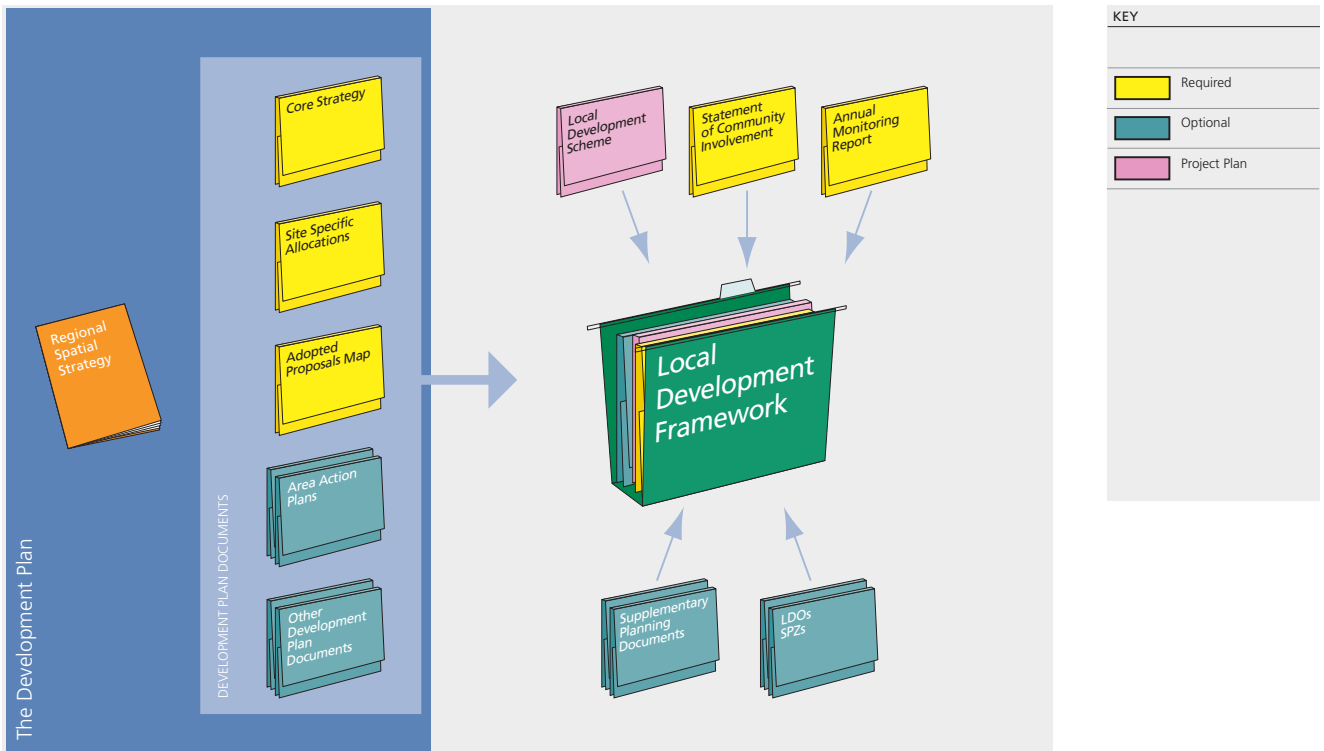 The Development Plan
Regional
Spatial
Strategy
DEVELOPMENT PLAN DOCUMENTS
Core Strategy
Site Specific
Allocations
Adopted
Proposals Map
Area Action
Plans
Other
Development
Plan
Documents
Local
Development
Scheme
Statement
of Community
Involvement
Annual
Monitoring
Report
Local
Development
Framework
Supplementary
Planning
Documents
LDOs
SPZs
KEY
Required
Optional
Project Plan